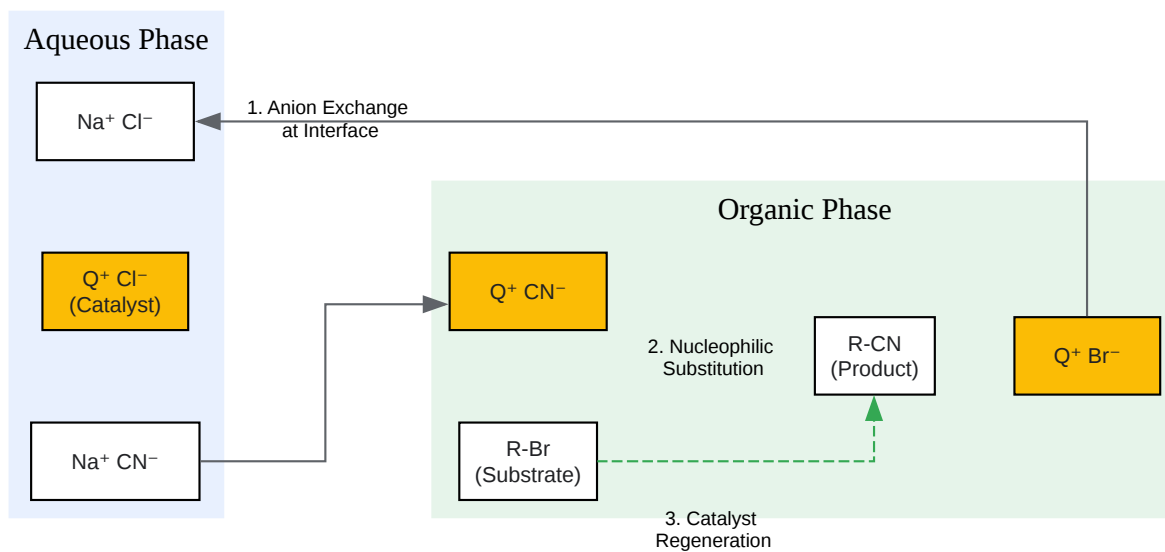 Aqueous Phase
Na⁺ Cl⁻
1. Anion Exchange
at Interface
Organic Phase
Q⁺ Cl⁻
(Catalyst)
Q⁺ CN⁻
2. Nucleophilic
Substitution
R-CN
(Product)
Q⁺ Br⁻
Na⁺ CN⁻
R-Br
(Substrate)
3. Catalyst
Regeneration